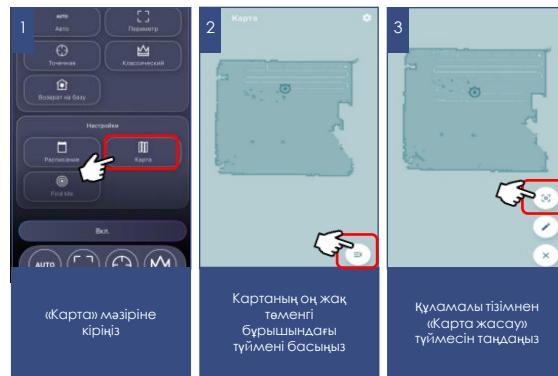 1
AUTO
Авто
Периметр
Точечная
Классический
Возврат на базу
Настройки
Расписание
Карта
Find Me
Вкл.
AUTO
«Карта» мәзіріне
кіріңіз
2
Карта
Картаның оң жақ
төменгі
бұрышындағы
түймені басыңыз
3
Құламалы тізімнен
«Карта жасау»
түймесін таңдаңыз